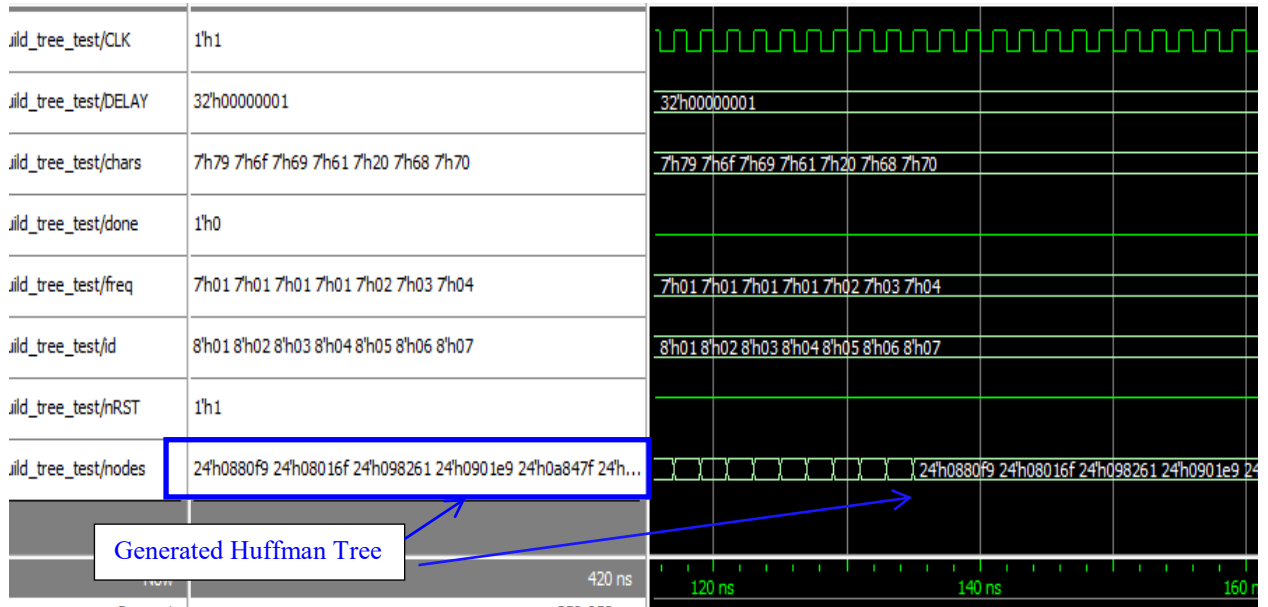 uild_tree_test/CLK 1'h1
uild_tree_test/DELAY 32'h00000001 32'h00000001
uild_tree_test/chars 7'h79 7'h6f 7'h69 7'h61 7'h20 7'h68 7'h70 7'h79 7'h6f 7'h69 7'h61 7'h20 7'h68 7'h70
uild_tree_test/done 1'h0
uild_tree_test/freq 7'h01 7'h01 7'h01 7'h01 7'h02 7'h03 7'h04 7'h01 7'h01 7'h01 7'h01 7'h02 7'h03 7'h04
uild_tree_test/id 8'h01 8'h02 8'h03 8'h04 8'h05 8'h06 8'h07 8'h01 8'h02 8'h03 8'h04 8'h05 8'h06 8'h07
uild_tree_test/nRST 1'h1
uild_tree_test/nodes 24'h0880f9 24'h08016f 24'h098261 24'h0901e9 24'h0a847f 24'h... 24'h0880f9 24'h08016f 24'h098261 24'h0901e9 24
Generated Huffman Tree
420 ns 120 ns 140 ns 160 n